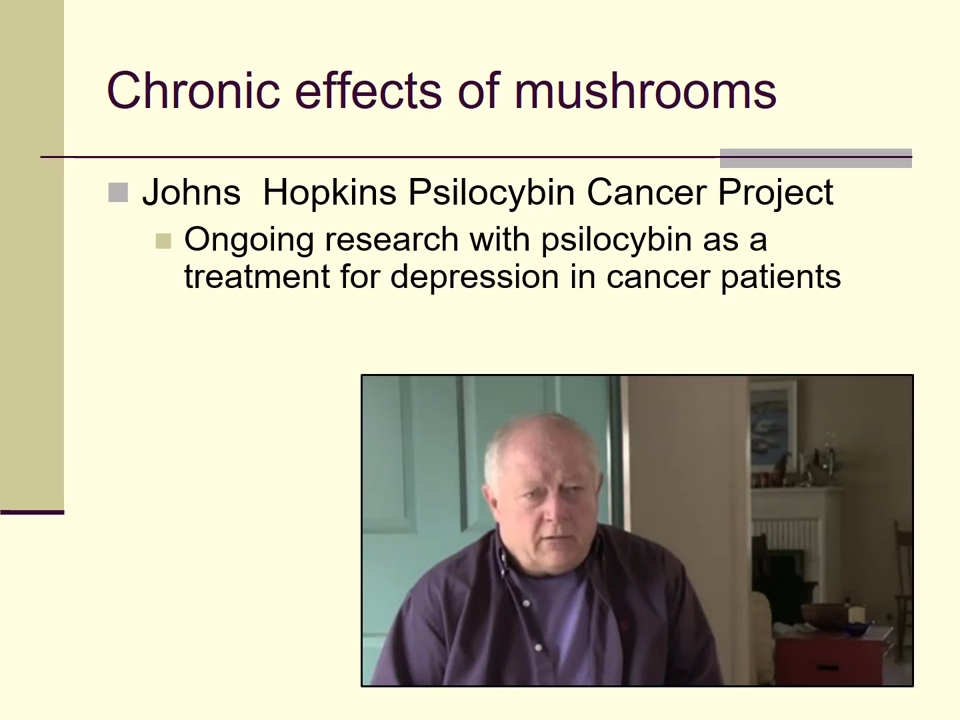 Chronic effects of mushrooms
Johns  Hopkins Psilocybin Cancer Project
Ongoing research with psilocybin as a
treatment for depression in cancer patients